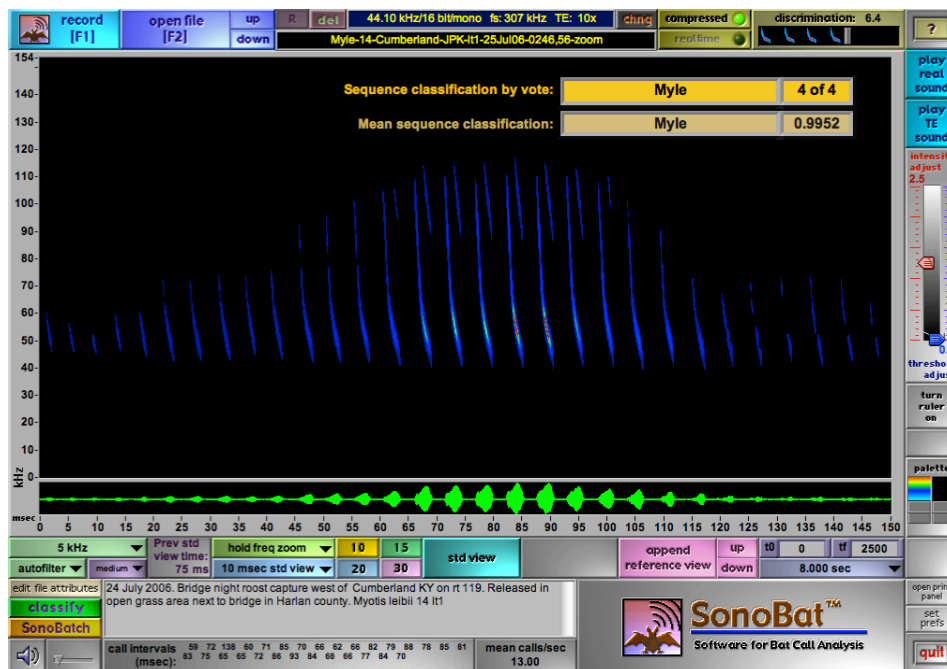 record
[F1]
open file
[F2]
up
down
R
del
44.10 kHz/16 bit/mono fs: 307 kHz TE: 10x
chng
Myle-14-Cumberland-JPK-lt1-25Jul06-0246,56-zoom
compressed
realtime
discrimination: 6.4
?
play
real
sound
play
TE
sound
intensity
adjust
2.5
0.
threshol
adjus
turn
ruler
on
palette
Sequence classification by vote: Myle 4 of 4
Mean sequence classification: Myle 0.9952
154-
140-
130-
120-
110-
100-
90-
80-
70-
60-
50-
40-
30-
20-
10-
0-
kHz
msec
0 5 10 15 20 25 30 35 40 45 50 55 60 65 70 75 80 85 90 95 100 105 110 115 120 125 130 135 140 145 150
5 kHz
autofilter
medium
Prev std
view time:
75 ms
hold freq zoom
10 msec std view
10
15
20
30
std view
append
reference view
up
down
t0 0 tf 2500
8.000 sec
edit file attributes
classify
SonoBatch
24 July 2006. Bridge night roost capture west of Cumberland KY on rt 119. Released in
open grass area next to bridge in Harlan county. Myotis leibii 14 lt1
call intervals
(msec):
59 72 138 60 71 85 70 66 62 66 82 79 88 78 85 81
83 75 65 65 72 86 93 84 68 66 77 84 70
mean calls/sec
13.00
SonoBat™
Software for Bat Call Analysis
open print
panel
set
prefs
quit